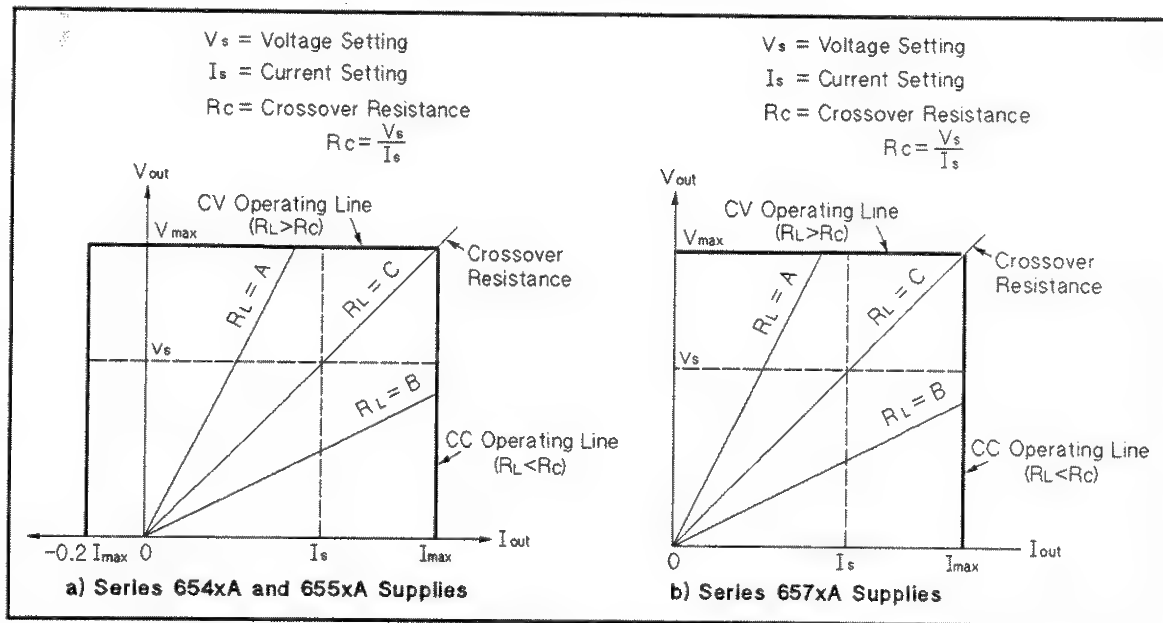 Vs = Voltage Setting
Is = Current Setting
Rc = Crossover Resistance
Rc = Vs
Is
Vout
CV Operating Line
(RL>Rc)
Vmax
Crossover
Resistance
RL = A
RL = C
Vs
RL = B
CC Operating Line
(RL<Rc)
-0.2 Imax
0
Is
Imax
Iout
a) Series 654xA and 655xA Supplies
Vs = Voltage Setting
Is = Current Setting
Rc = Crossover Resistance
Rc = Vs
Is
Vout
CV Operating Line
(RL>Rc)
Vmax
Crossover
Resistance
RL = A
RL = C
Vs
RL = B
CC Operating Line
(RL<Rc)
0
Is
Imax
Iout
b) Series 657xA Supplies